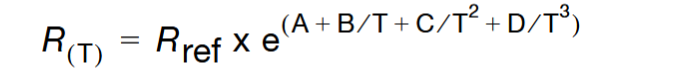 R(T) = Rref x e(A + B/T + C/T² + D/T³)